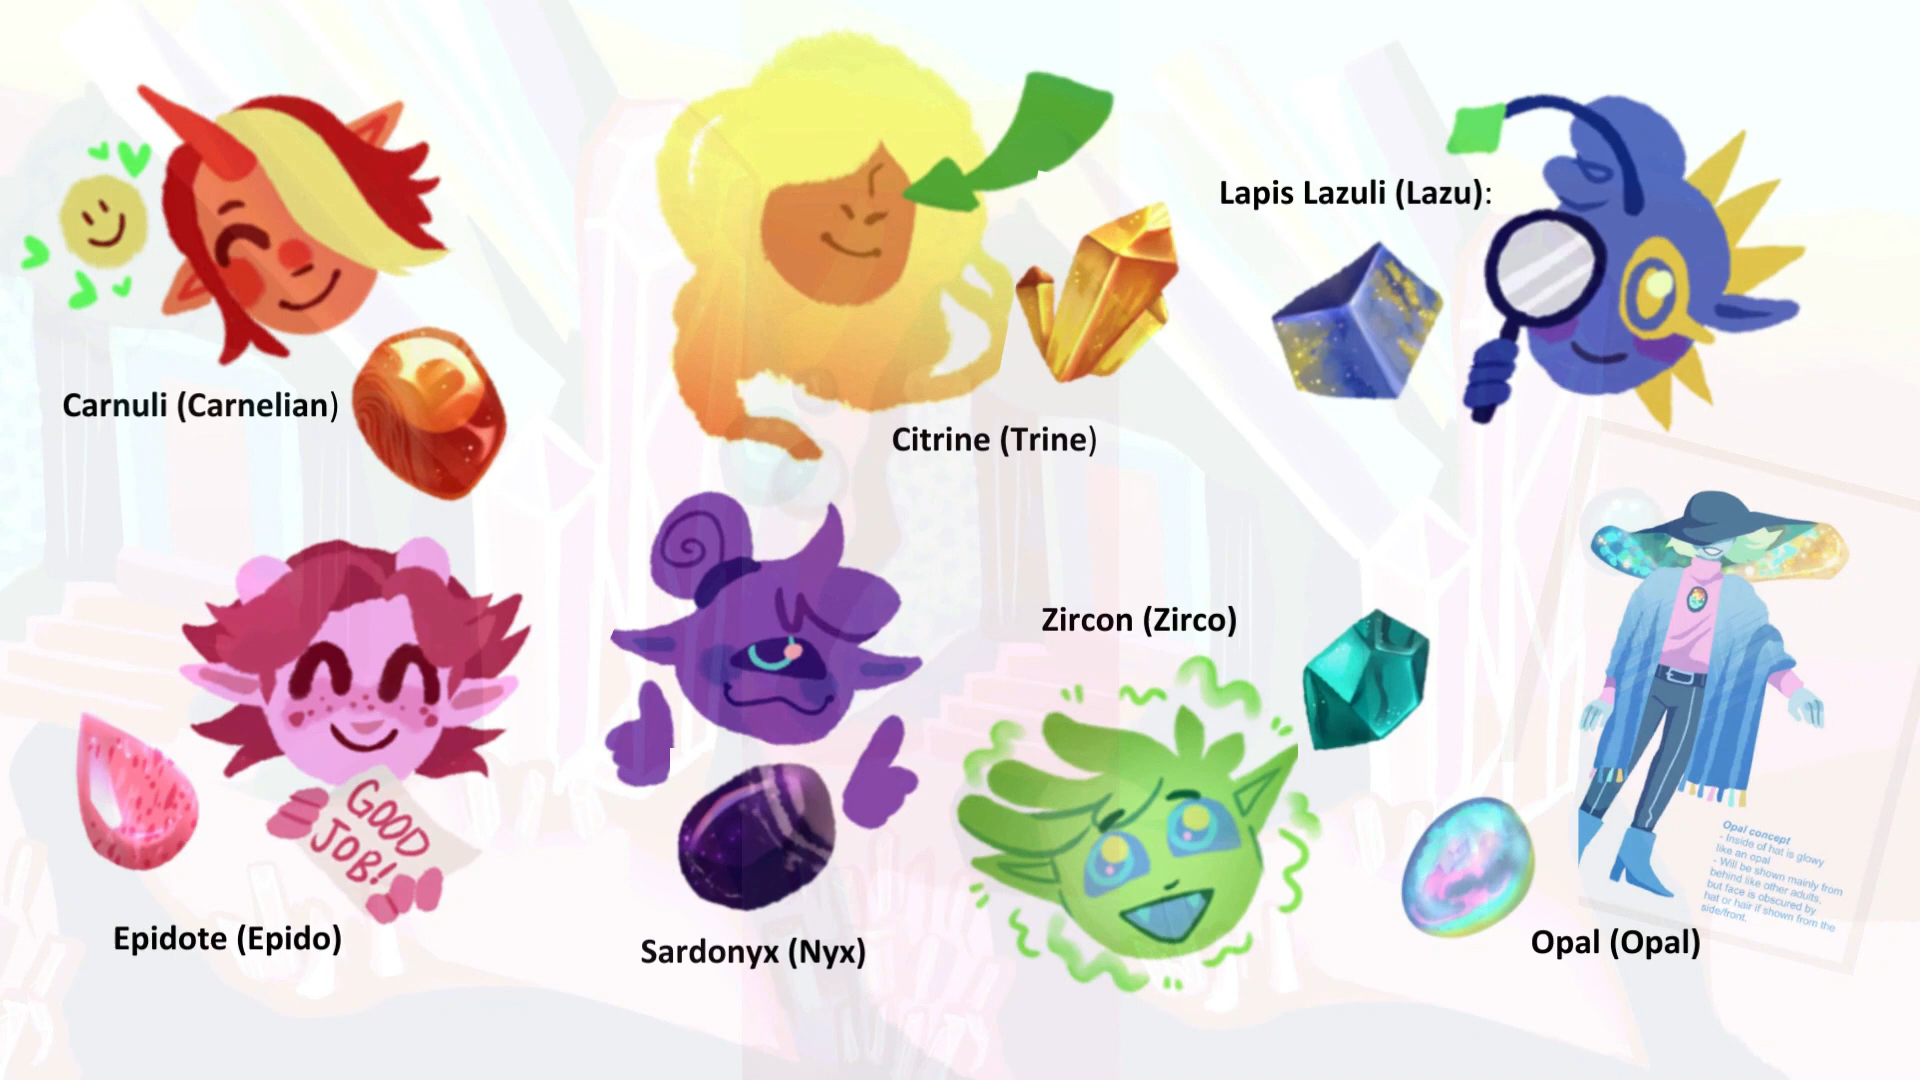 Lapis Lazuli (Lazu):
Carnuli (Carnelian)
Citrine (Trine)
Zircon (Zirco)
GOOD
JOB!
Epidote (Epido)
Sardonyx (Nyx)
Opal concept
- Inside of hat is glowy
like an opal
- Will be shown mainly from
behind like other adults,
but face is obscured by
hat or hair if shown from the
side/front.
Opal (Opal)